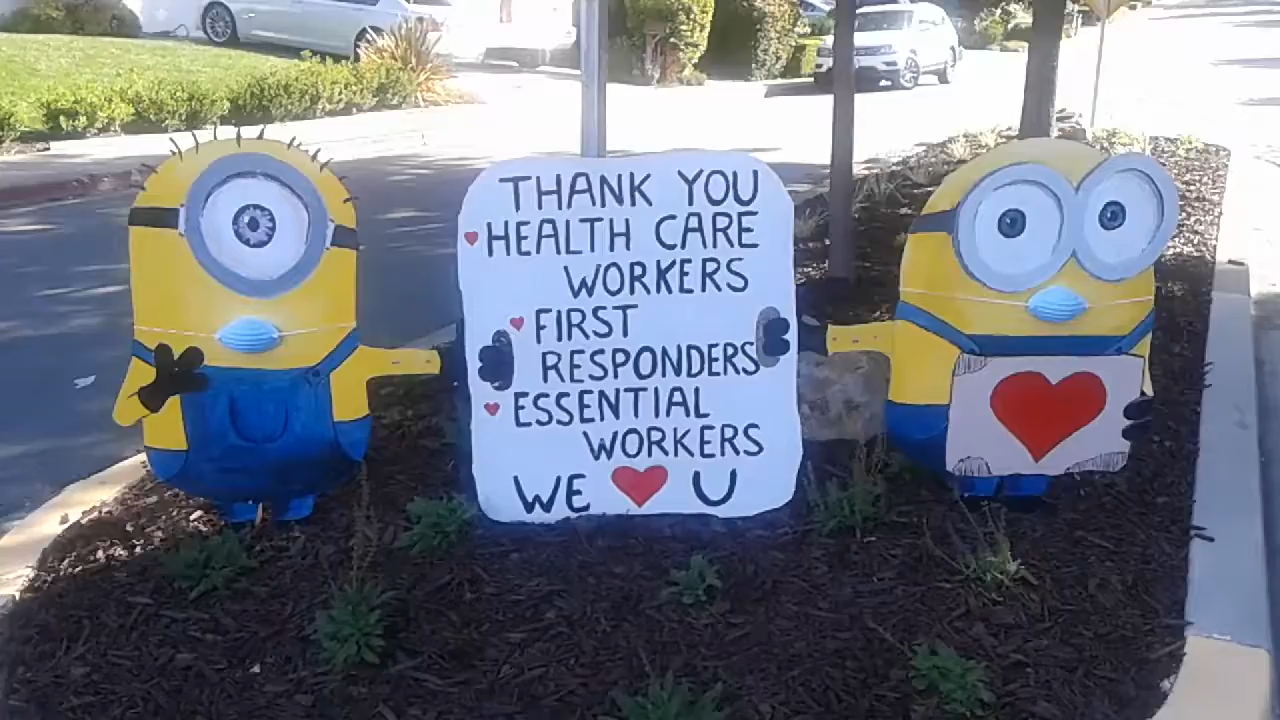 THANK YOU
HEALTH CARE
WORKERS
FIRST
RESPONDERS
ESSENTIAL
WORKERS
WE ❤ U